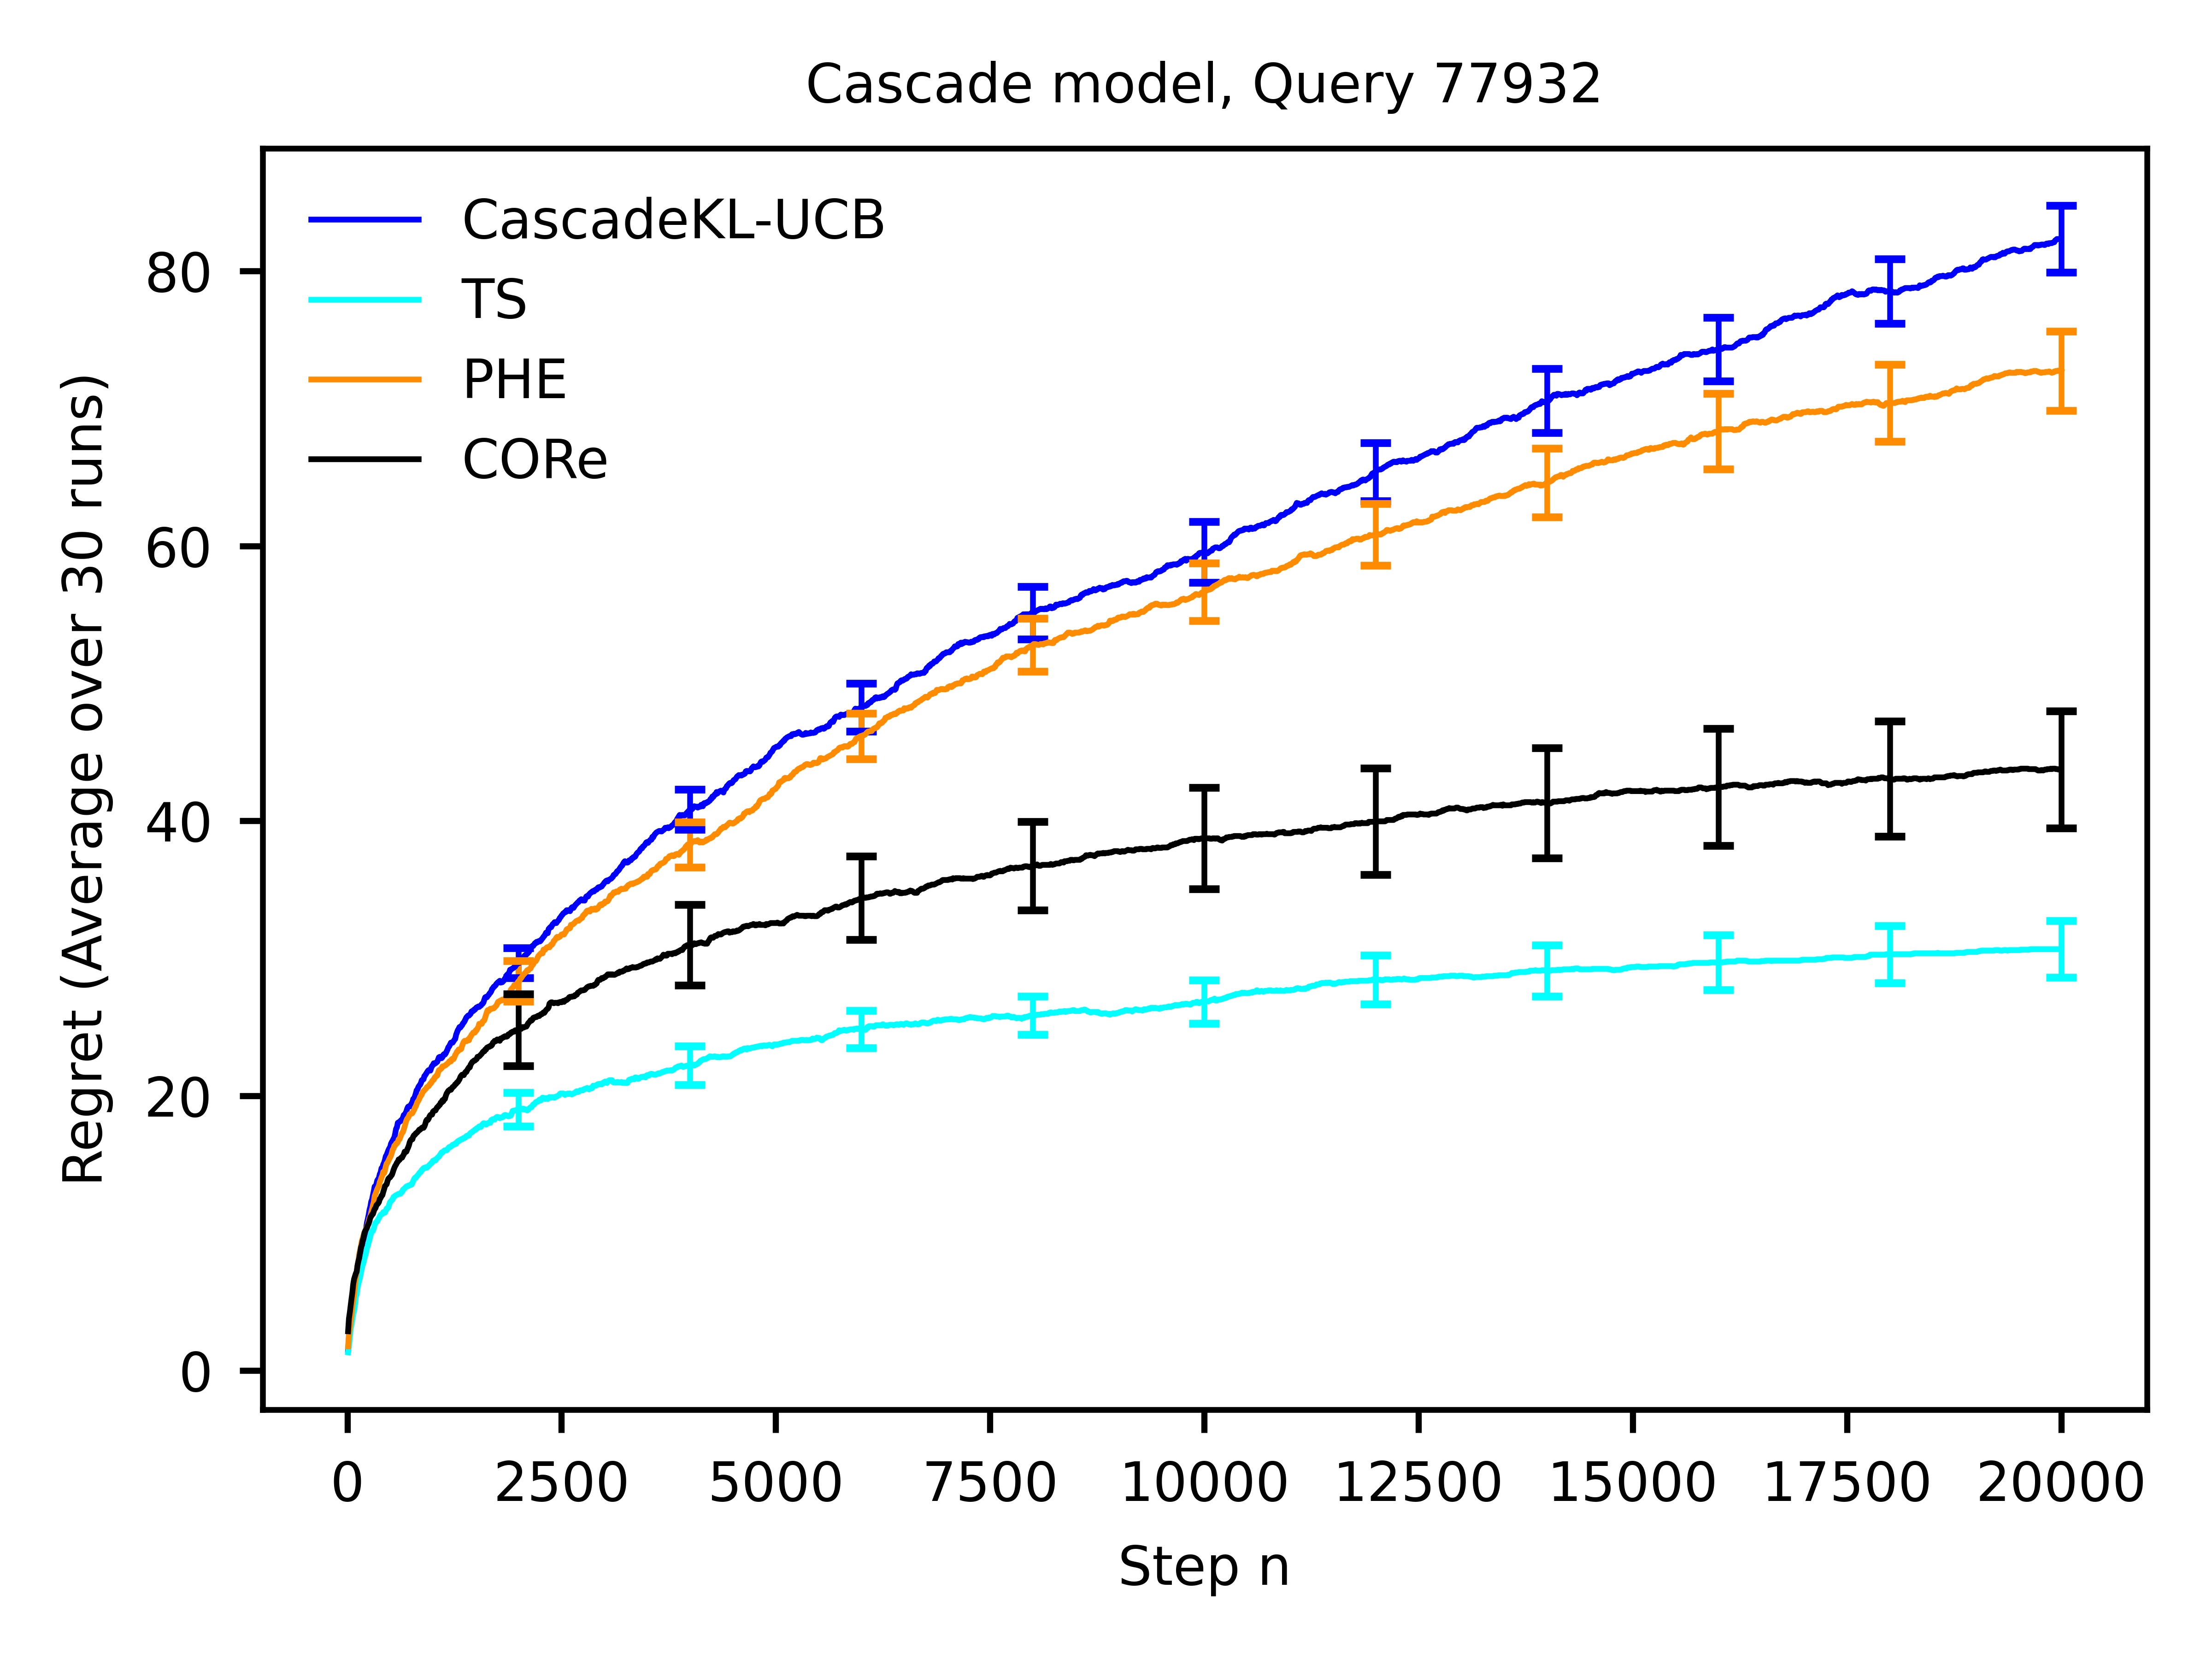 Cascade model, Query 77932
CascadeKL-UCB
TS
PHE
CORe
Regret (Average over 30 runs)
80
60
40
20
0
0 2500 5000 7500 10000 12500 15000 17500 20000
Step n